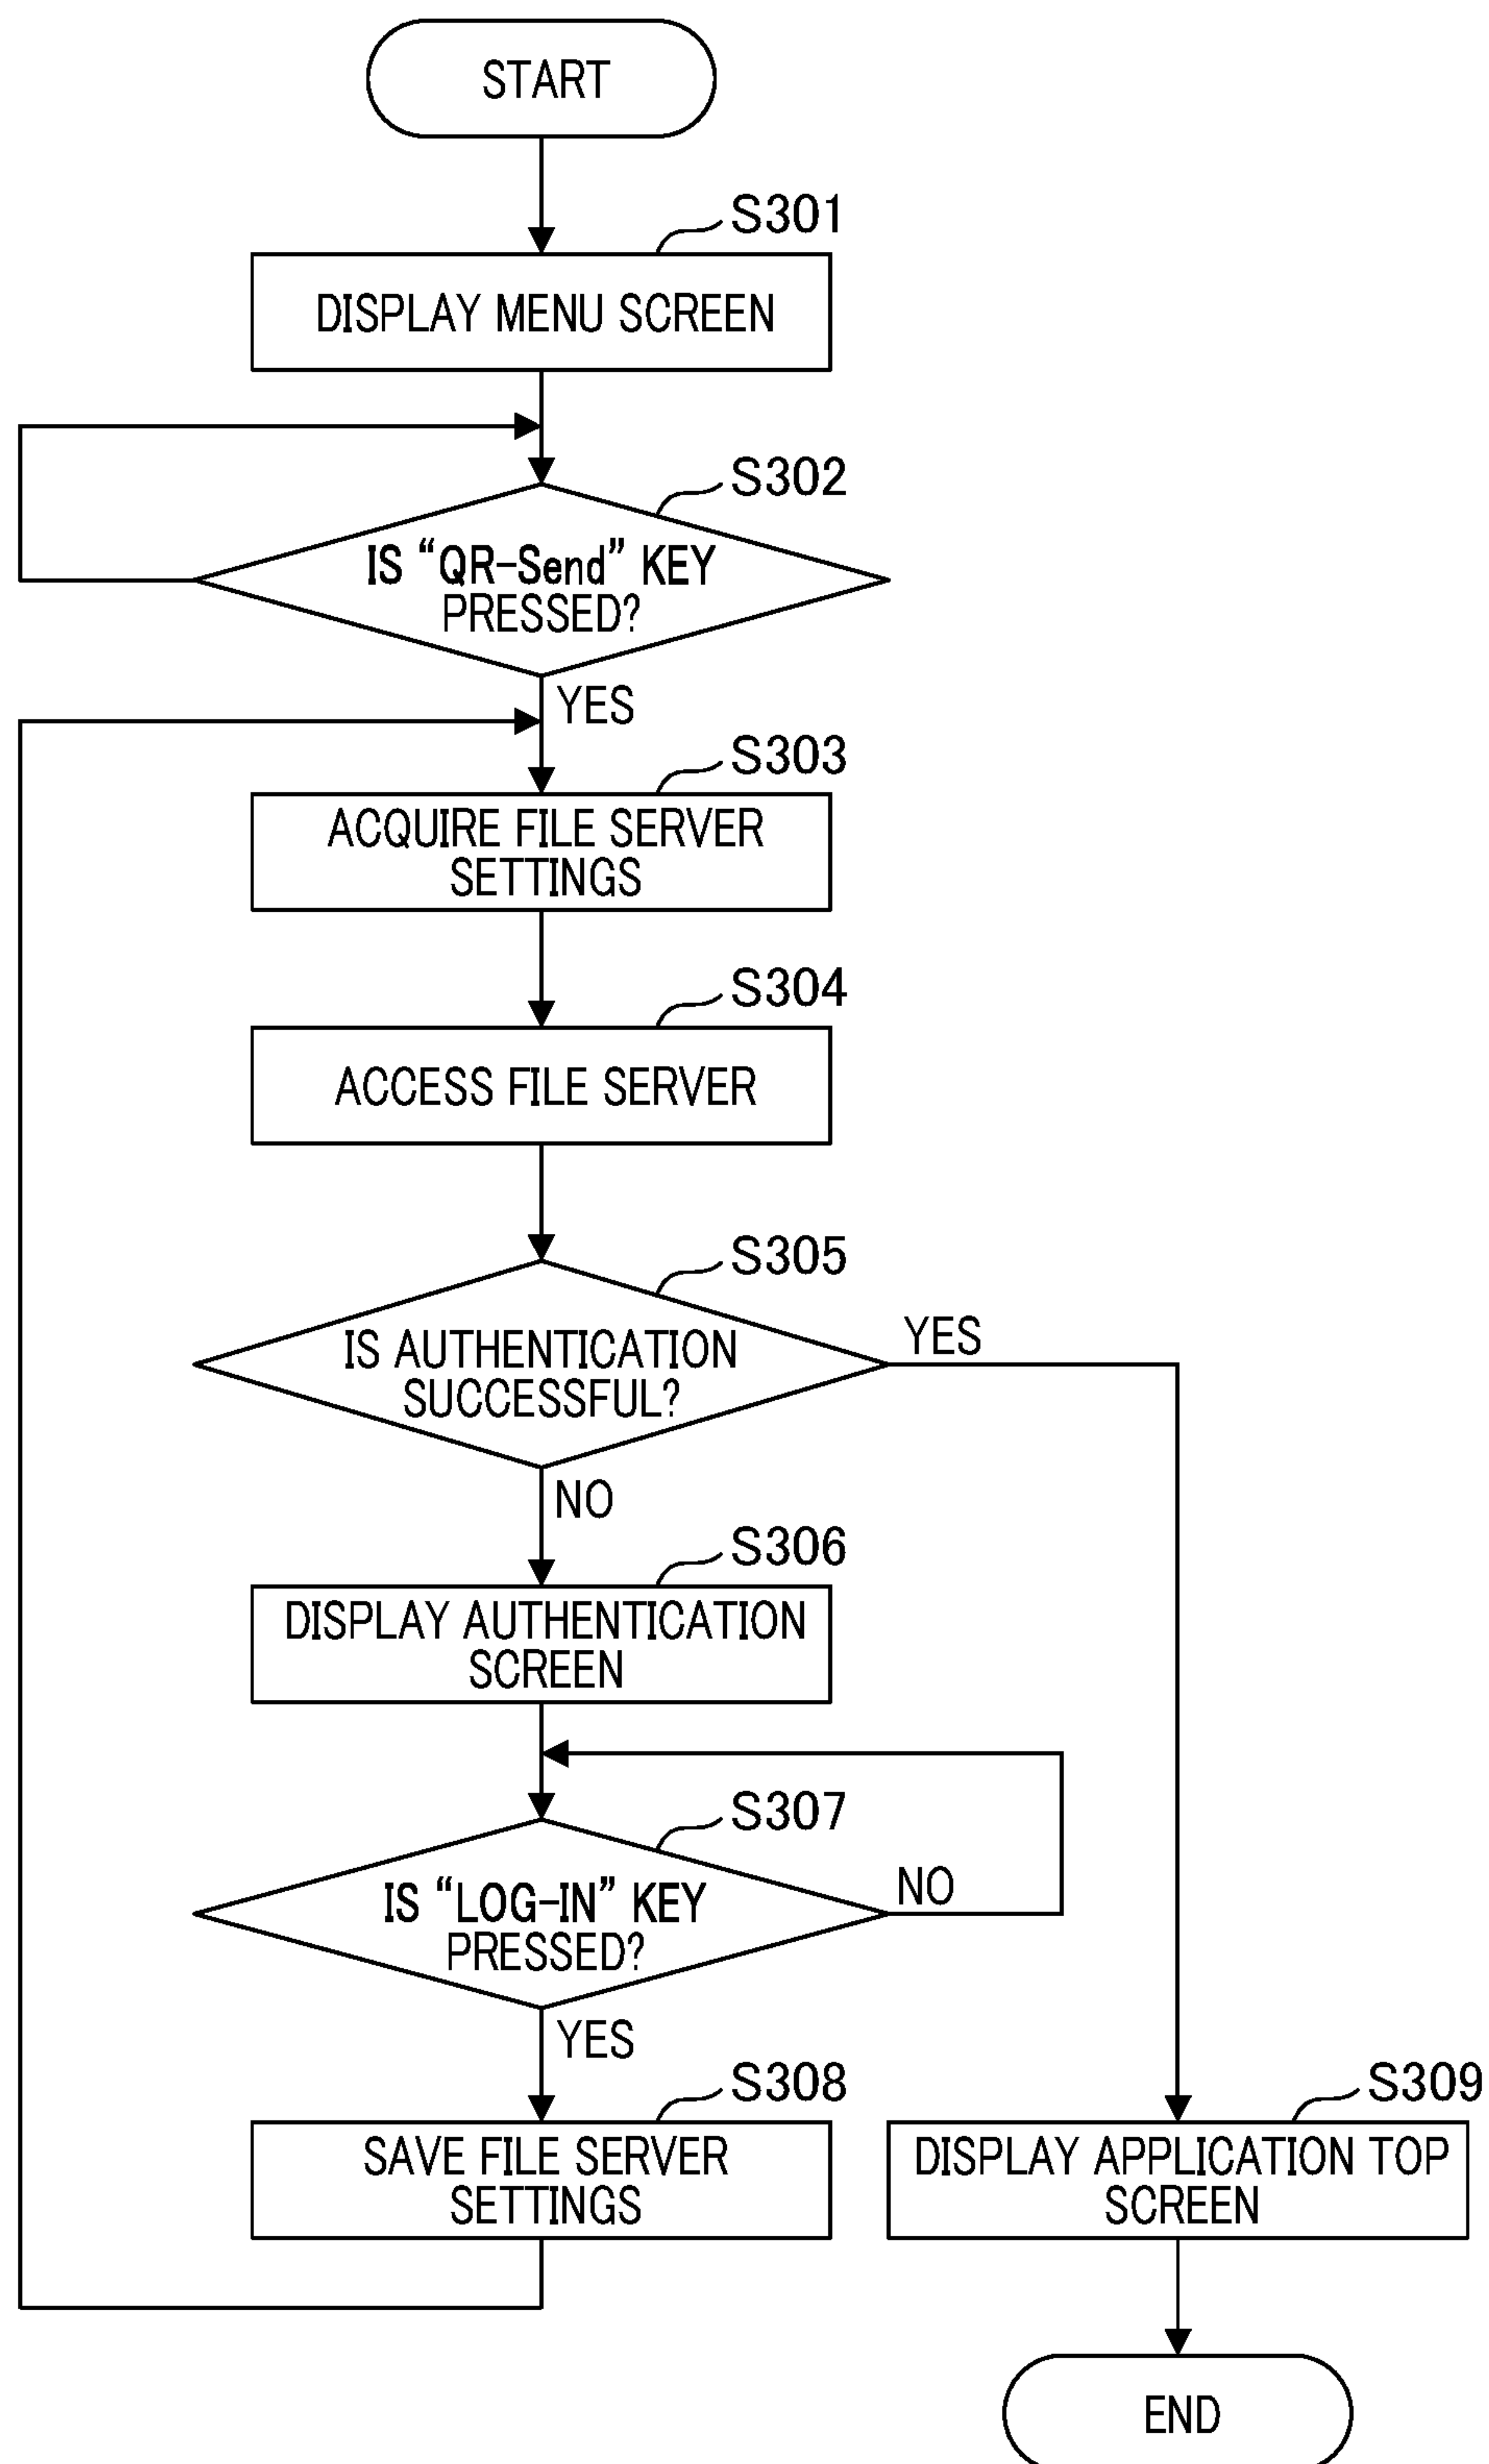 START
S301
DISPLAY MENU SCREEN
S302
IS “QR-Send” KEY
PRESSED?
YES
S303
ACQUIRE FILE SERVER
SETTINGS
S304
ACCESS FILE SERVER
S305
IS AUTHENTICATION
SUCCESSFUL?
YES
NO
S306
DISPLAY AUTHENTICATION
SCREEN
S307
IS “LOG-IN” KEY
PRESSED?
NO
YES
S308
SAVE FILE SERVER
SETTINGS
S309
DISPLAY APPLICATION TOP
SCREEN
END